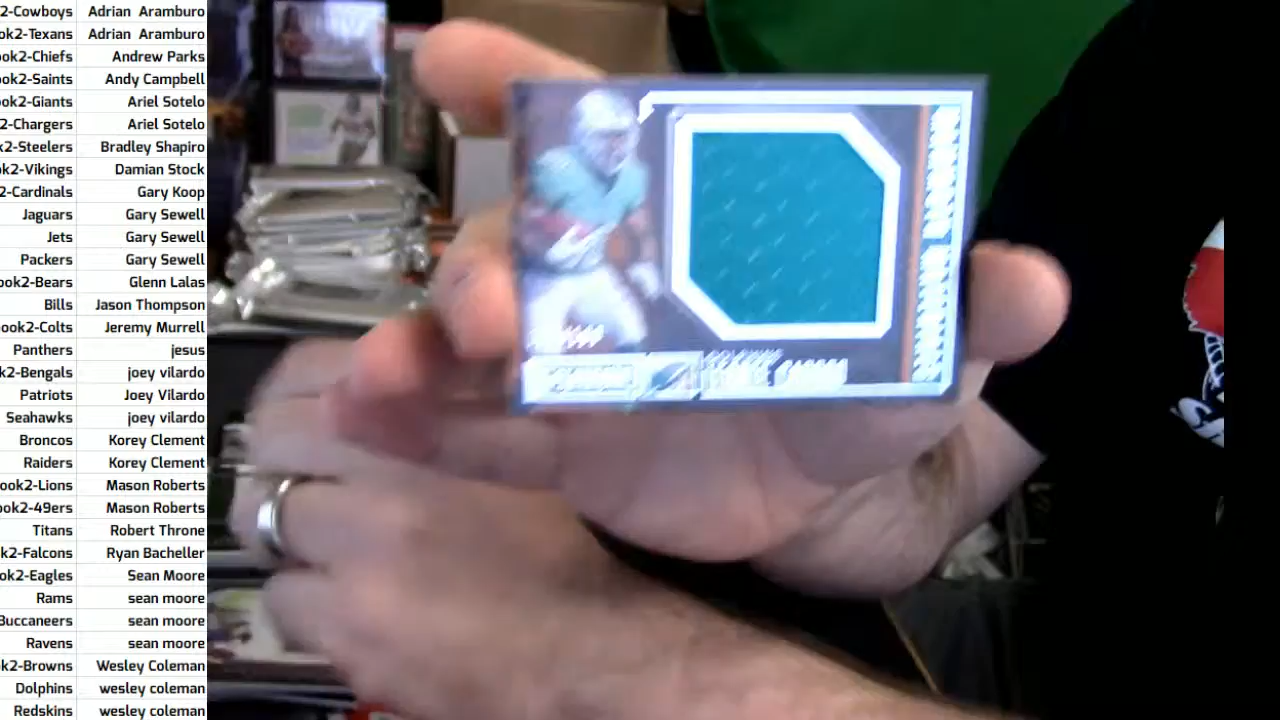 2-Cowboys Adrian Aramburo
ok2-Texans Adrian Aramburo
ok2-Chiefs Andrew Parks
ok2-Saints Andy Campbell
ok2-Giants Ariel Sotelo
2-Chargers Ariel Sotelo
ok2-Steelers Bradley Shapiro
ok2-Vikings Damian Stock
2-Cardinals Gary Koop
Jaguars Gary Sewell
Jets Gary Sewell
Packers Gary Sewell
ok2-Bears Glenn Lalas
Bills Jason Thompson
ook2-Colts Jeremy Murrell
Panthers jesus
k2-Bengals joey vilardo
Patriots Joey Vilardo
Seahawks joey vilardo
Broncos Korey Clement
Raiders Korey Clement
ook2-Lions Mason Roberts
ook2-49ers Mason Roberts
Titans Robert Throne
k2-Falcons Ryan Bacheller
ok2-Eagles Sean Moore
Rams sean moore
Buccaneers sean moore
Ravens sean moore
k2-Browns Wesley Coleman
Dolphins wesley coleman
Redskins wesley coleman